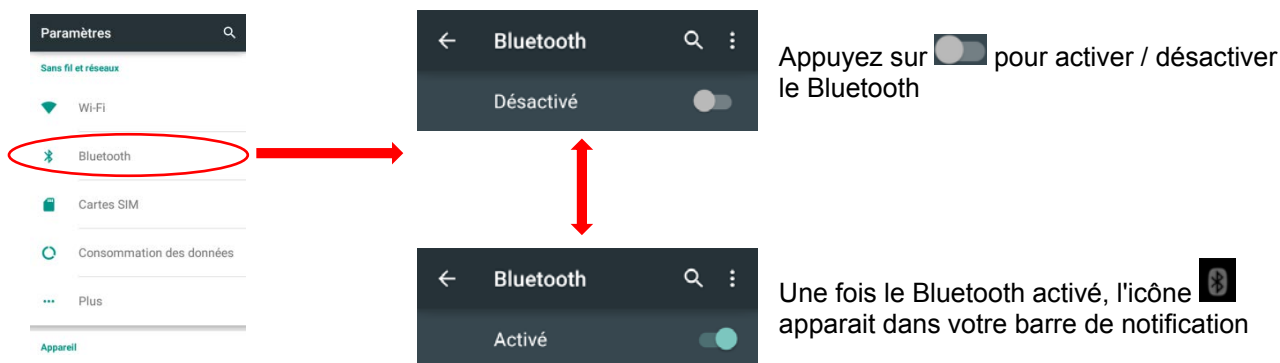 Paramètres
Sans fil et réseaux
Wi-Fi
Bluetooth
Cartes SIM
Consommation des données
Plus
Appareil
Bluetooth
Désactivé
Appuyez sur pour activer / désactiver
le Bluetooth
Bluetooth
Activé
Une fois le Bluetooth activé, l'icône
apparait dans votre barre de notification